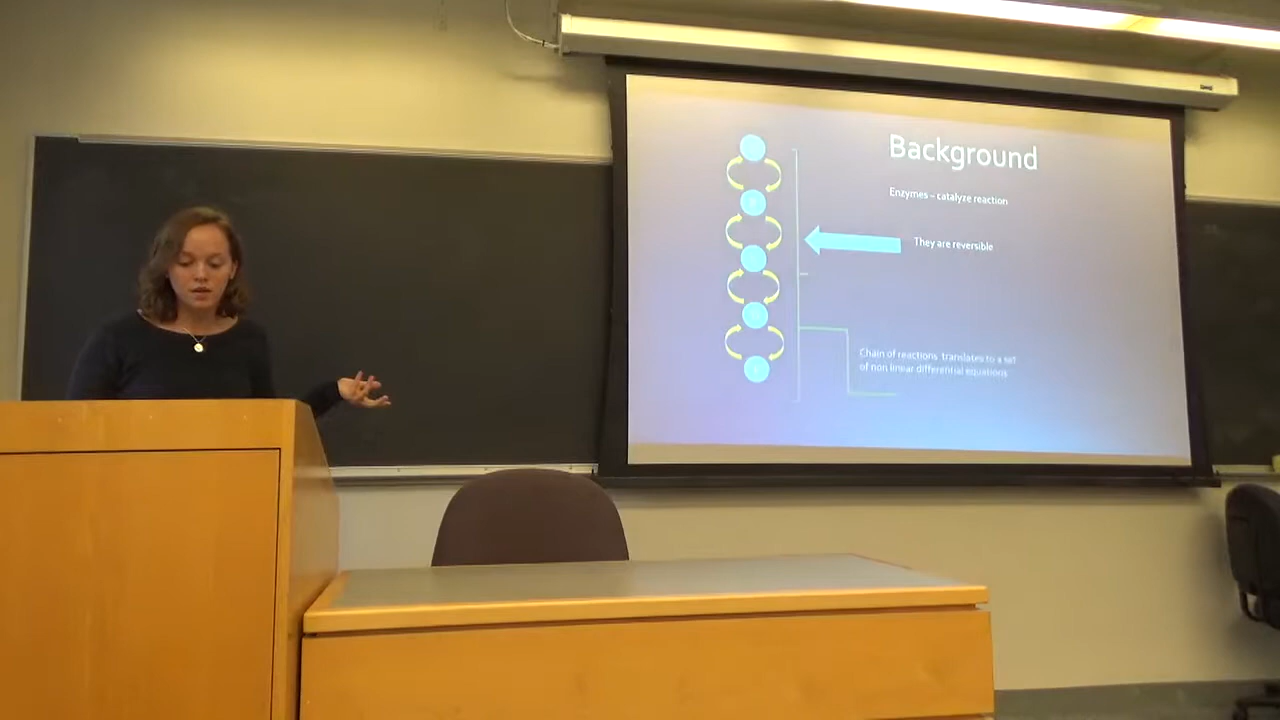 Background
Enzymes – catalyze reaction
They are reversible
Chain of reactions translates to a set
of non linear differential equations